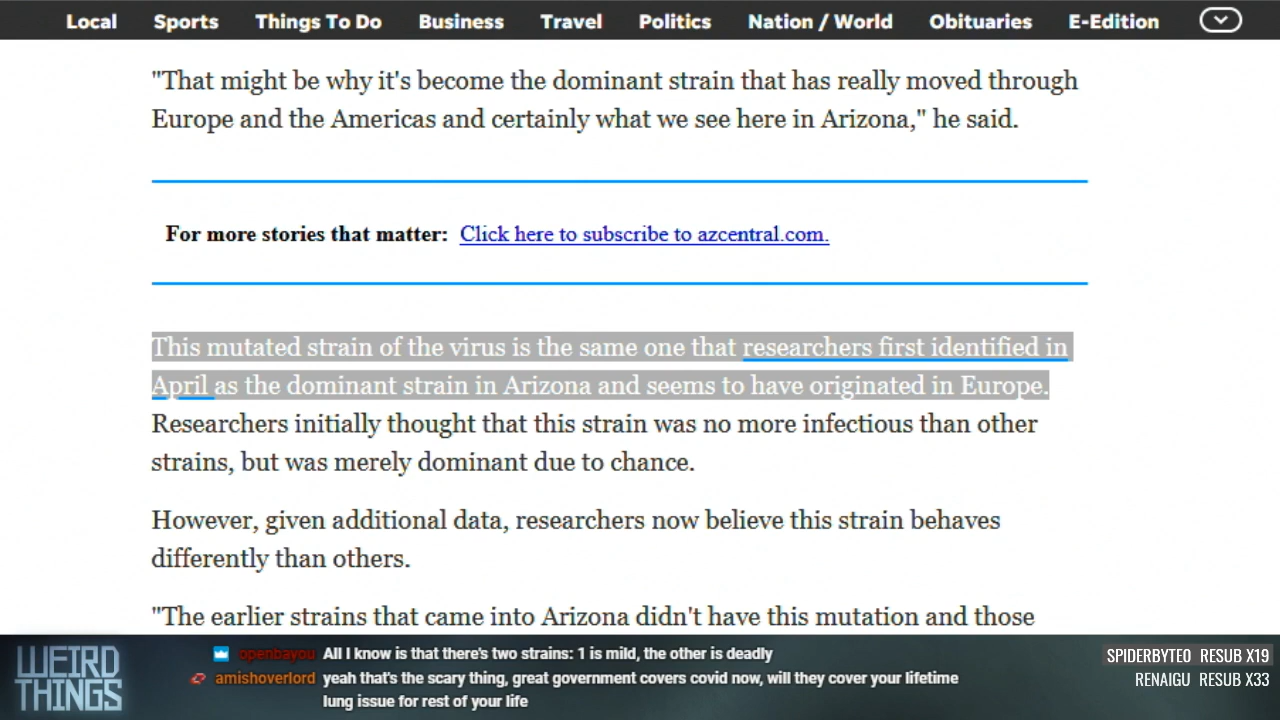 Local Sports Things To Do Business Travel Politics Nation / World Obituaries E-Edition
"That might be why it's become the dominant strain that has really moved through
Europe and the Americas and certainly what we see here in Arizona," he said.
For more stories that matter: Click here to subscribe to azcentral.com.
This mutated strain of the virus is the same one that researchers first identified in
April as the dominant strain in Arizona and seems to have originated in Europe.
Researchers initially thought that this strain was no more infectious than other
strains, but was merely dominant due to chance.
However, given additional data, researchers now believe this strain behaves
differently than others.
"The earlier strains that came into Arizona didn't have this mutation and those
WEIRD
THINGS
openbayou All I know is that there's two strains: 1 is mild, the other is deadly
amishoverlord yeah that's the scary thing, great government covers covid now, will they cover your lifetime
lung issue for rest of your life
SPIDERBYTE0 RESUB X19
RENAIGU RESUB X33